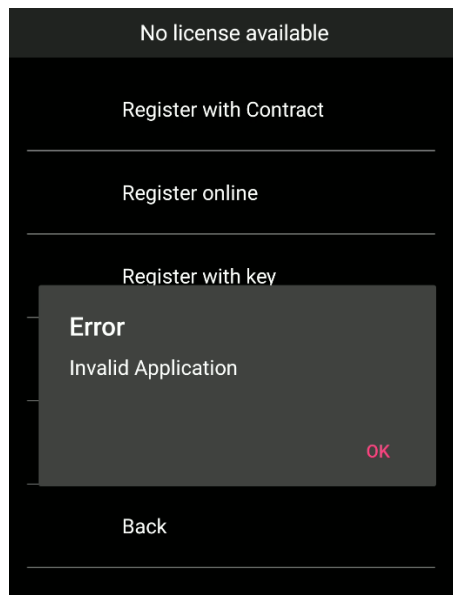 No license available
Register with Contract
Register online
Register with key
Error
Invalid Application
OK
Back